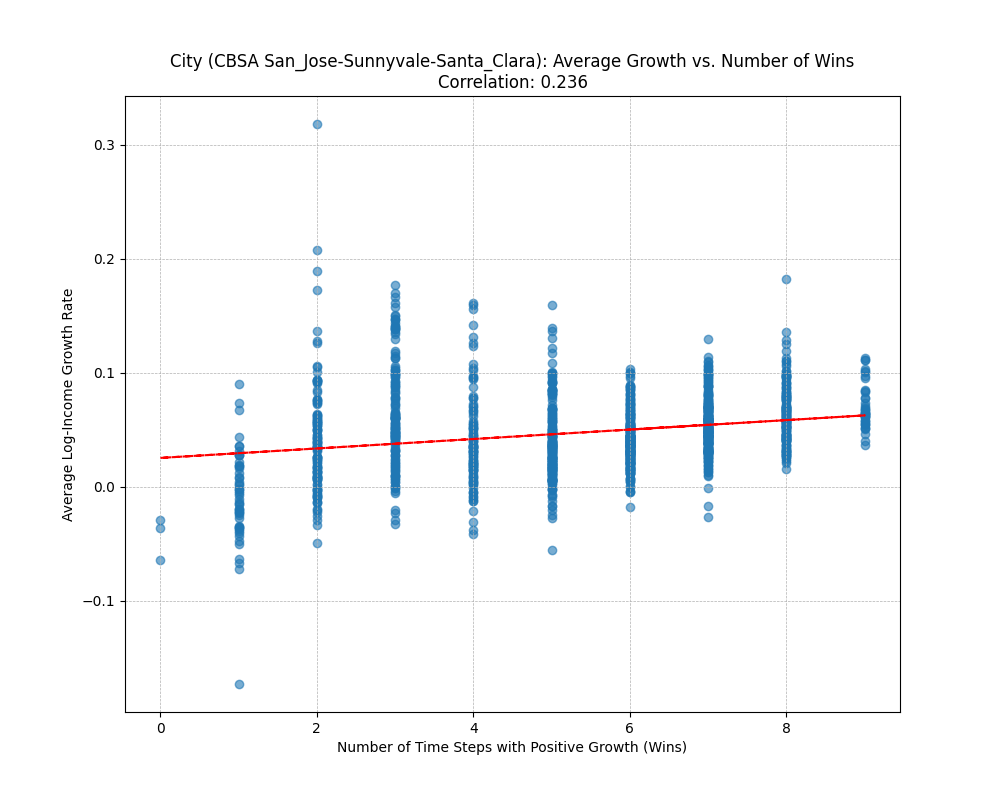 City (CBSA San_Jose-Sunnyvale-Santa_Clara): Average Growth vs. Number of Wins
Correlation: 0.236
Average Log-Income Growth Rate
0.3
0.2
0.1
0.0
−0.1
0 2 4 6 8
Number of Time Steps with Positive Growth (Wins)